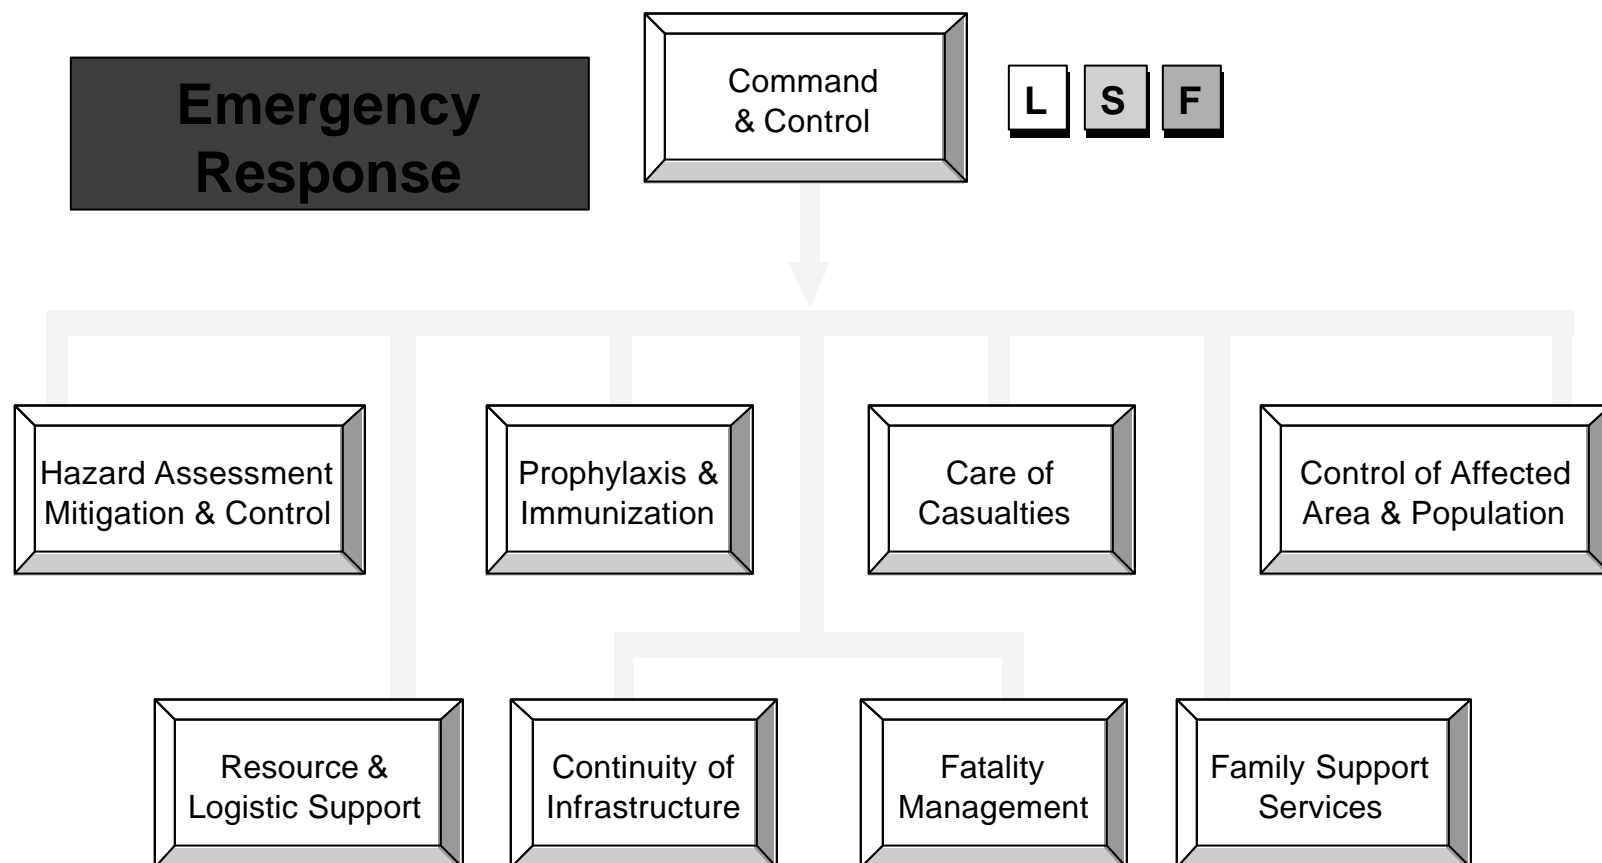 Emergency
Response
Command
& Control
L S F
Hazard Assessment
Mitigation & Control
Prophylaxis &
Immunization
Care of
Casualties
Control of Affected
Area & Population
Resource &
Logistic Support
Continuity of
Infrastructure
Fatality
Management
Family Support
Services